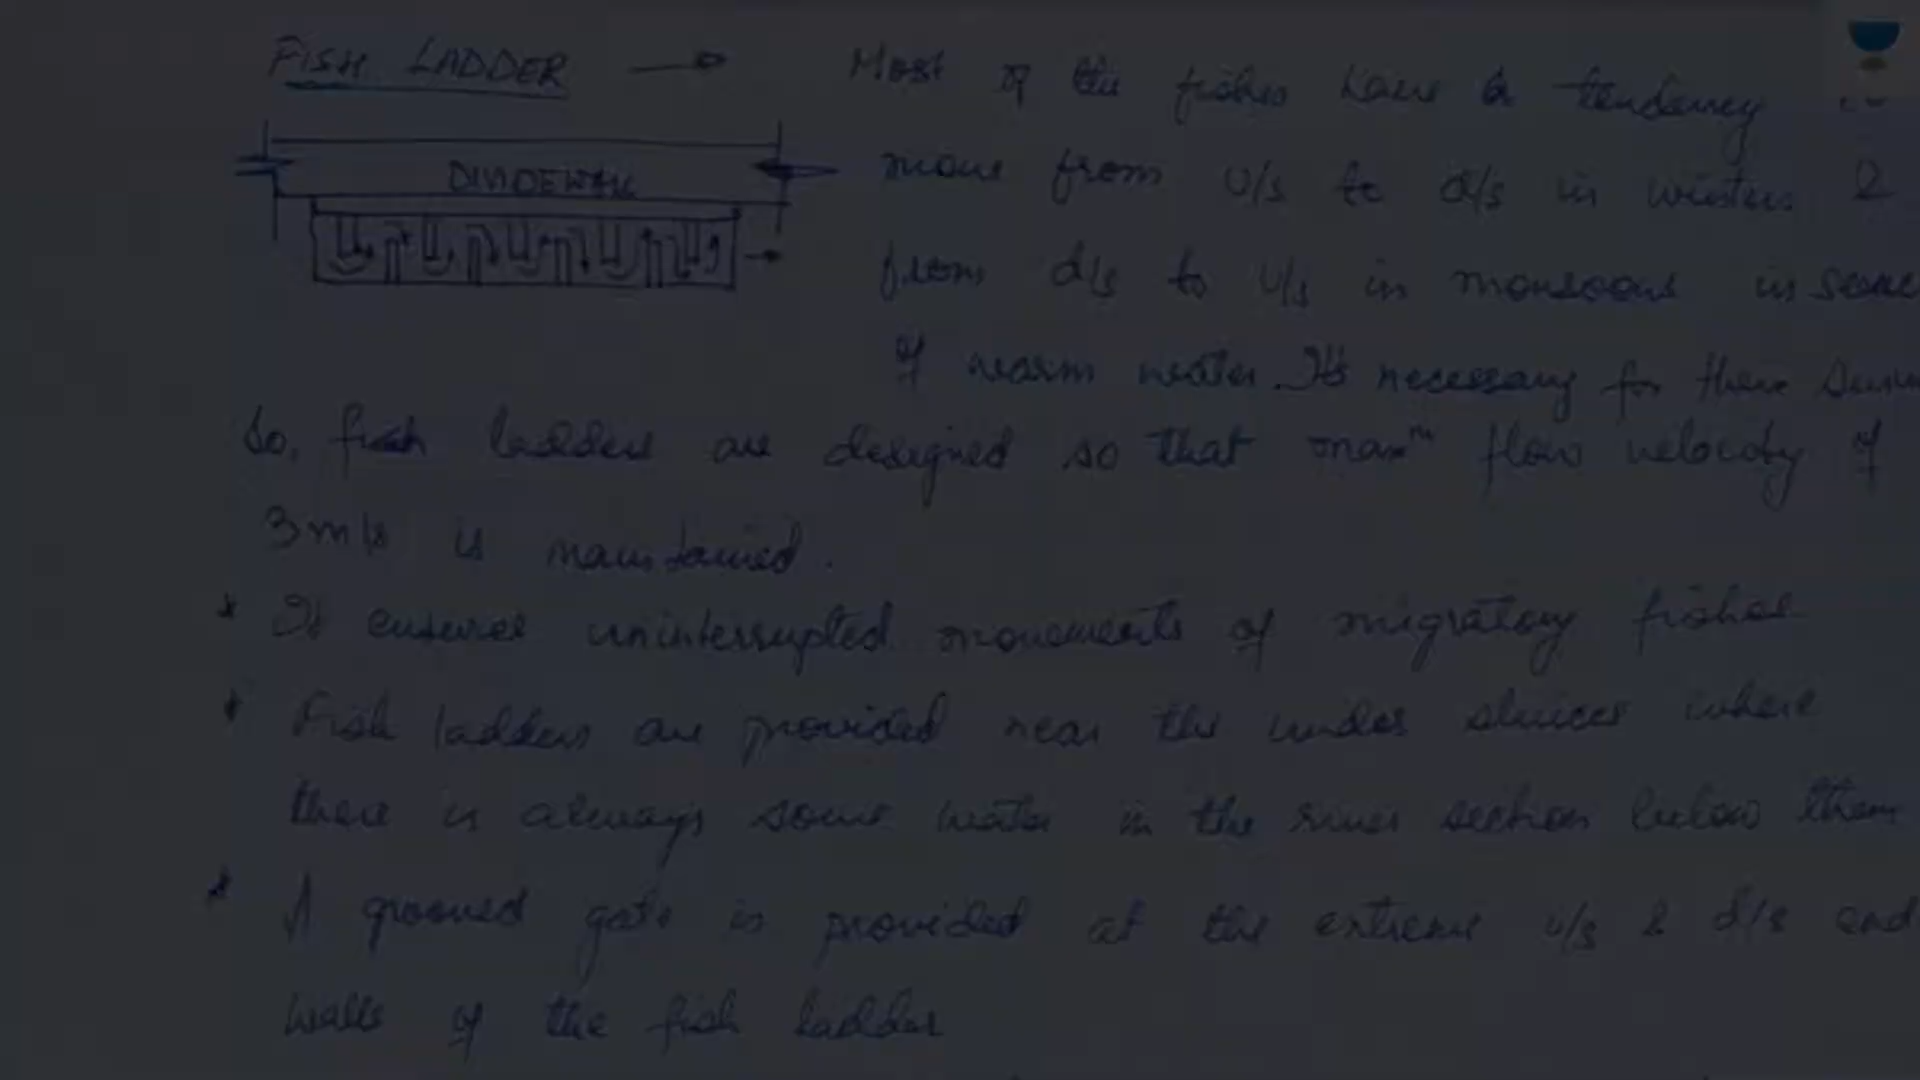 FISH LADDER → Most of the fishes have a tendency to
DIVIDE WALL
move from U/s to d/s in winters &
from d/s to U/s in monsoons in searc
of warm water. It's necessary for their surv
So, fish ladders are designed so that maxᵐ flow velocity of
3m/s is maintained.
* It ensures uninterrupted movements of migratory fishes
* Fish ladders are provided near the under sluices where
there is always some water in the river section below them
* A grooved gate is provided at the extreme u/s & d/s end
walls of the fish ladder